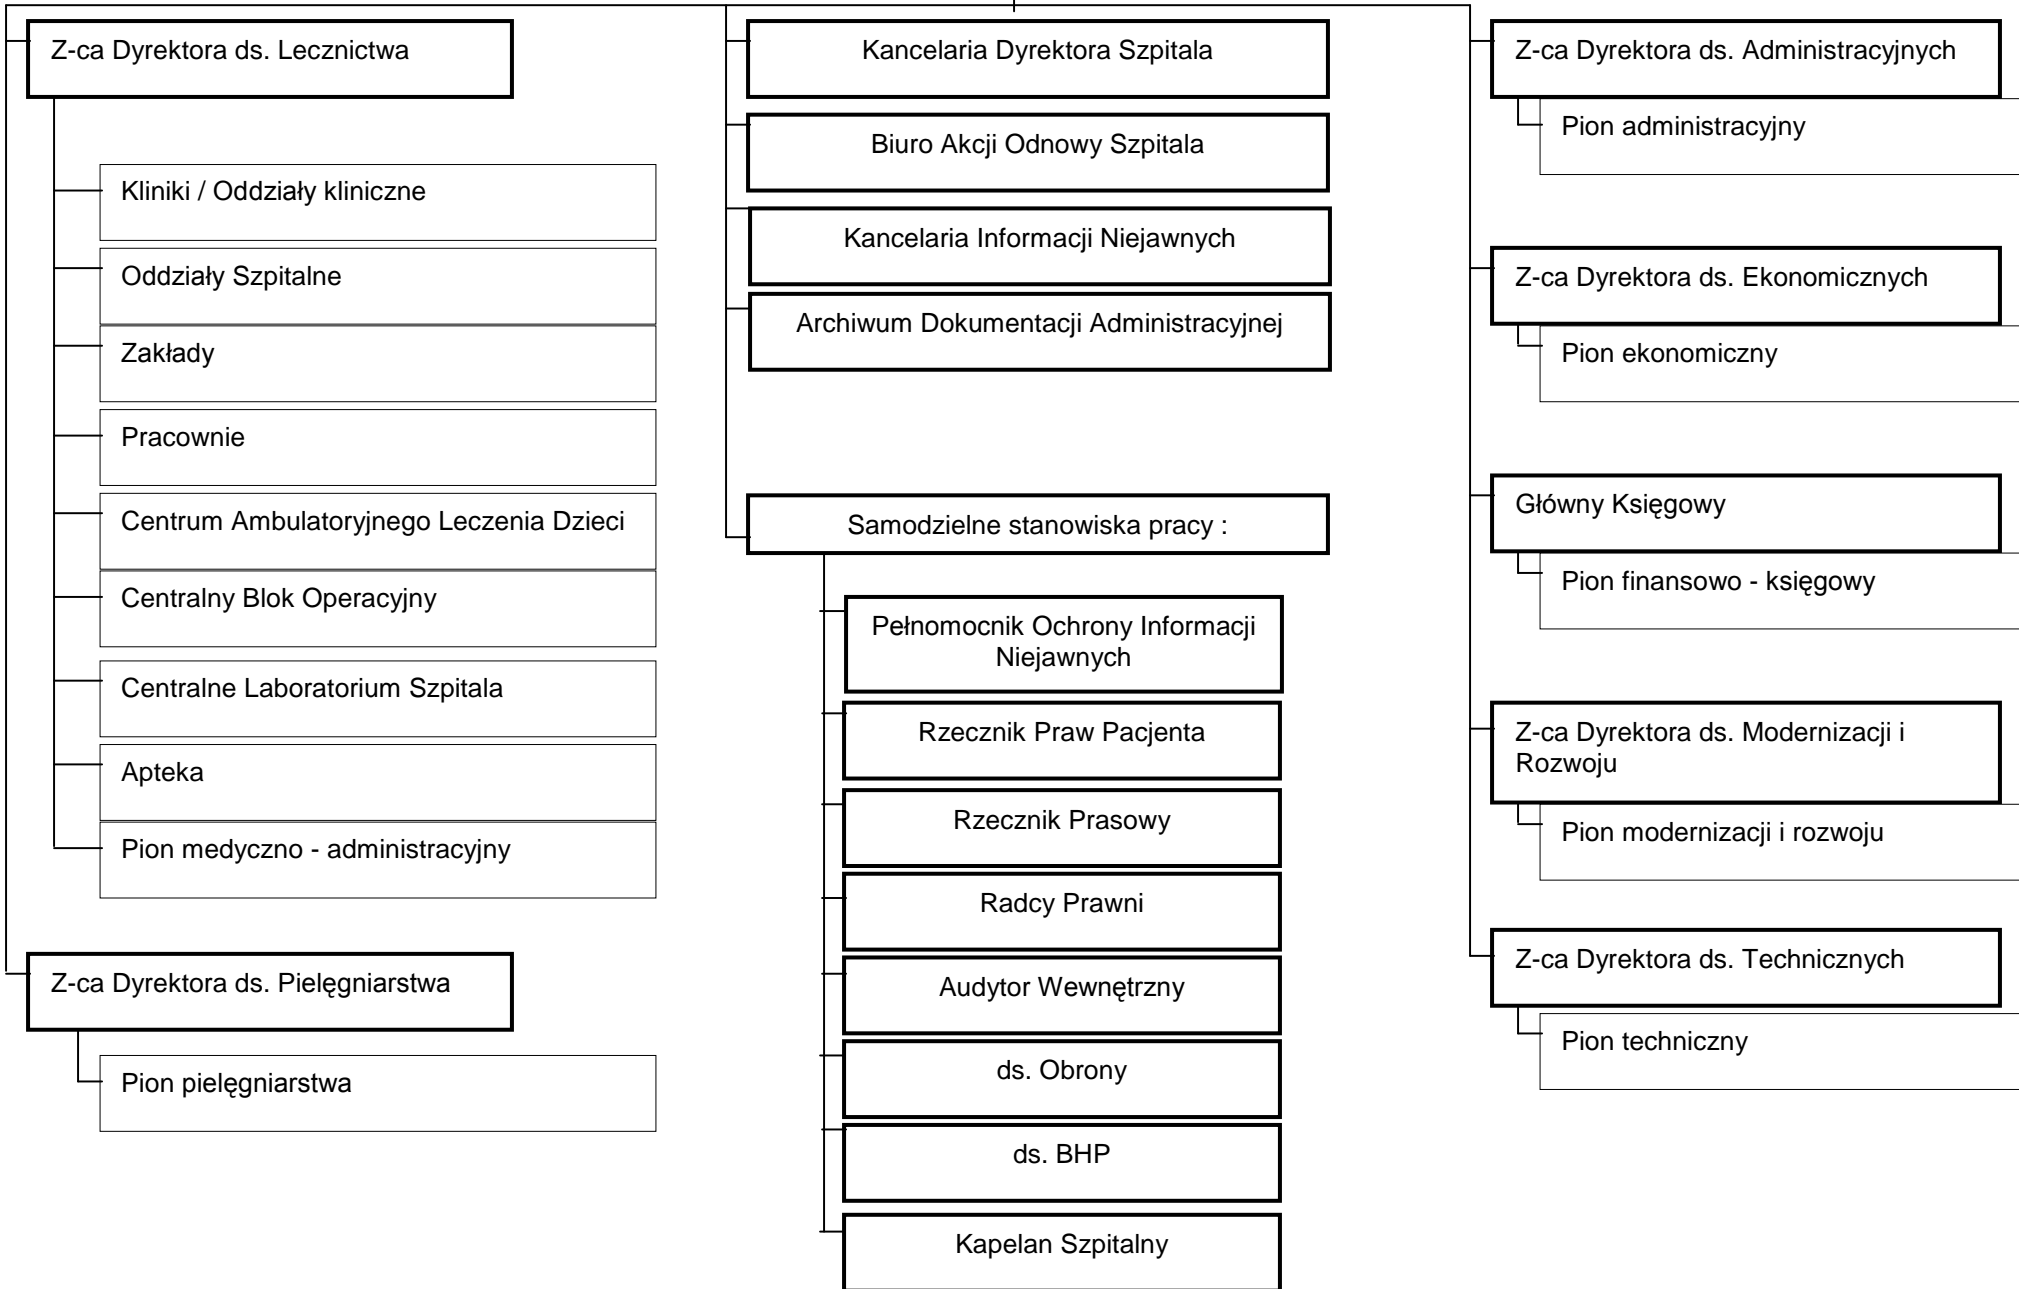 Z-ca Dyrektora ds. Lecznictwa
Kliniki / Oddziały kliniczne
Oddziały Szpitalne
Zakłady
Pracownie
Centrum Ambulatoryjnego Leczenia Dzieci
Centralny Blok Operacyjny
Centralne Laboratorium Szpitala
Apteka
Pion medyczno - administracyjny
Z-ca Dyrektora ds. Pielęgniarstwa
Pion pielęgniarstwa
Kancelaria Dyrektora Szpitala
Biuro Akcji Odnowy Szpitala
Kancelaria Informacji Niejawnych
Archiwum Dokumentacji Administracyjnej
Samodzielne stanowiska pracy :
Pełnomocnik Ochrony Informacji
Niejawnych
Rzecznik Praw Pacjenta
Rzecznik Prasowy
Radcy Prawni
Audytor Wewnętrzny
ds. Obrony
ds. BHP
Kapelan Szpitalny
Z-ca Dyrektora ds. Administracyjnych
Pion administracyjny
Z-ca Dyrektora ds. Ekonomicznych
Pion ekonomiczny
Główny Księgowy
Pion finansowo - księgowy
Z-ca Dyrektora ds. Modernizacji i
Rozwoju
Pion modernizacji i rozwoju
Z-ca Dyrektora ds. Technicznych
Pion techniczny